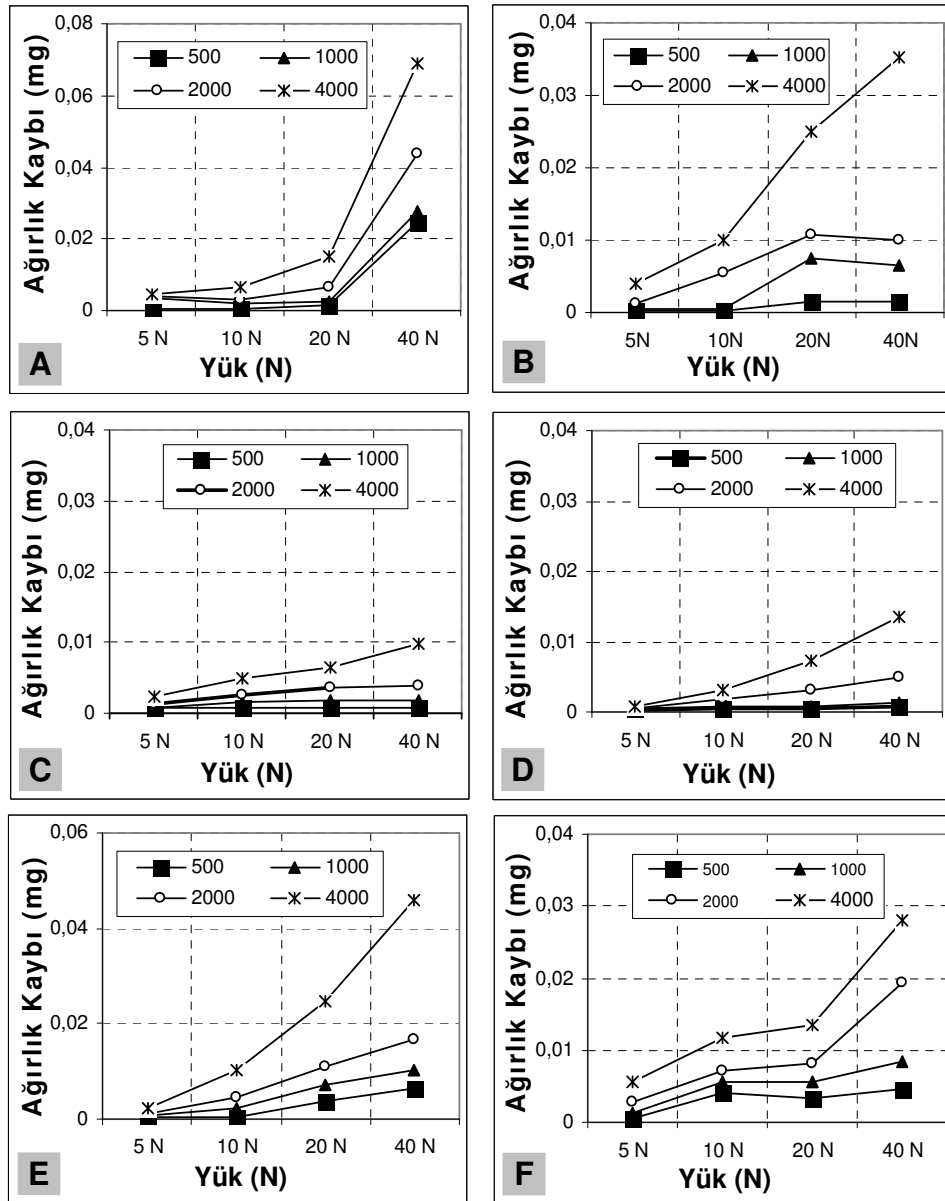 Ağırlık Kaybı (mg)
0,08
0,06
0,04
0,02
0
500
1000
2000
4000
5 N
10 N
20 N
40 N
Yük (N)
A
Ağırlık Kaybı (mg)
0,04
0,03
0,02
0,01
0
500
1000
2000
4000
5N
10N
20N
40N
Yük (N)
B
Ağırlık Kaybı (mg)
0,04
0,03
0,02
0,01
0
500
1000
2000
4000
5 N
10 N
20 N
40 N
Yük (N)
C
Ağırlık Kaybı (mg)
0,04
0,03
0,02
0,01
0
500
1000
2000
4000
5 N
10 N
20 N
40 N
Yük (N)
D
Ağırlık Kaybı (mg)
0,06
0,04
0,02
0
500
1000
2000
4000
5 N
10 N
20 N
40 N
Yük (N)
E
Ağırlık Kaybı (mg)
0,04
0,03
0,02
0,01
0
500
1000
2000
4000
5 N
10 N
20 N
40 N
Yük (N)
F